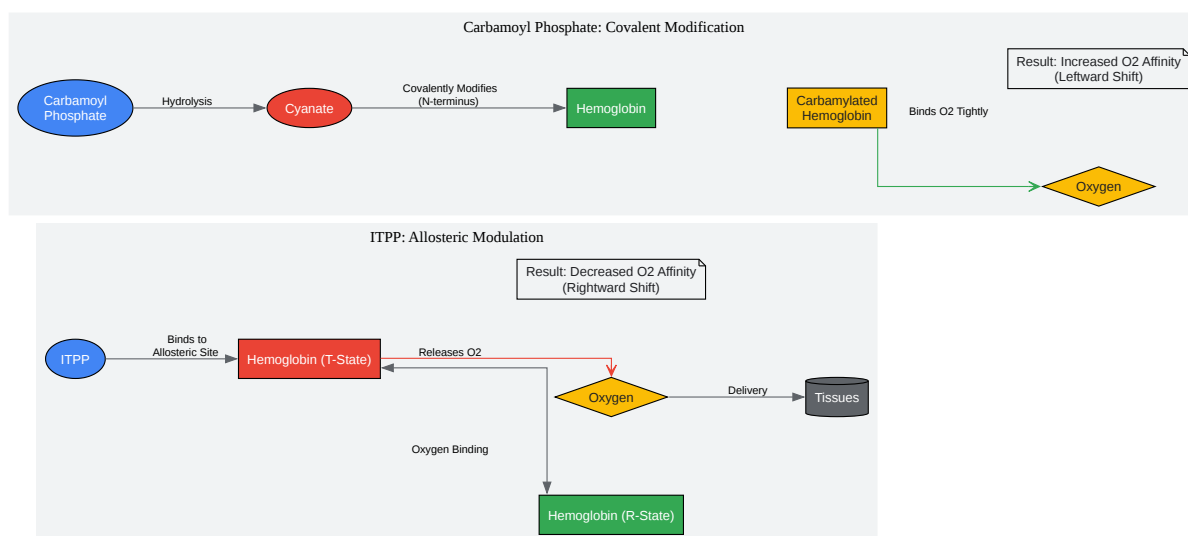 Carbamoyl Phosphate: Covalent Modification
Result: Increased O2 Affinity
(Leftward Shift)
Carbamoyl
Phosphate
Hydrolysis
Cyanate
Covalently Modifies
(N-terminus)
Hemoglobin
Carbamylated
Hemoglobin
Binds O2 Tightly
Oxygen
ITPP: Allosteric Modulation
Result: Decreased O2 Affinity
(Rightward Shift)
ITPP
Binds to
Allosteric Site
Hemoglobin (T-State)
Releases O2
Oxygen
Delivery
Tissues
Oxygen Binding
Hemoglobin (R-State)